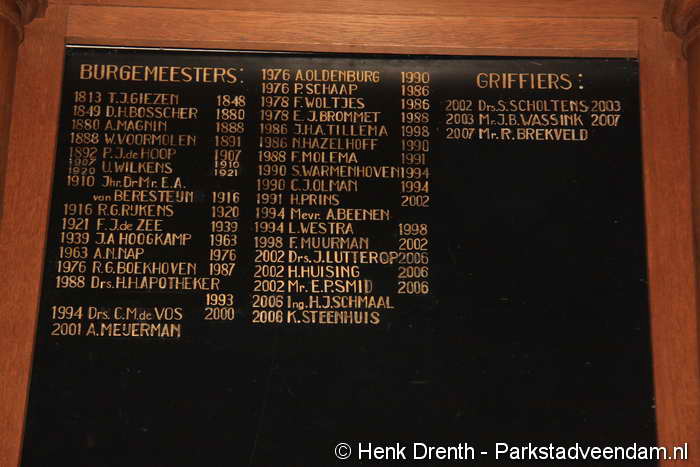 BURGEMEESTERS:
1813 T.J.GIEZEN 1848
1849 D.H.BOSSCHER 1880
1880 A.MAGNIN 1888
1888 W.VOORMOLEN 1891
1892 P.J.de HOOP 1907
1907 1920 U.WILKENS 1910 1921
1910 Jhr.Dr.Mr.E.A.
van BERESTEIJN 1916
1916 R.G.RIJKENS 1920
1921 F.J.de ZEE 1939
1939 J.A HOOGKAMP 1963
1963 A.N.NAP 1976
1976 R.G.BOEKHOVEN 1987
1988 Drs.H.H.APOTHEKER
1993
1994 Drs.C.M.de VOS 2000
2001 A.MEIJERMAN
1976 A.OLDENBURG 1990
1976 P.SCHAAP 1986
1978 F.WOLTJES 1986
1978 E.J.BROMMET 1988
1986 J.H.A.TILLEMA 1998
1986 N.HAZELHOFF 1990
1988 F.MOLEMA 1991
1990 S.WARMENHOVEN 1994
1990 C.J.OLMAN 1994
1991 H.PRINS 2002
1994 Mevr.A.BEENEN
1994 L.WESTRA 1998
1998 F.MUURMAN 2002
2002 Drs.J.LUTTEROP 2006
2002 H.HUISING 2006
2002 Mr.E.P.SMID 2006
2006 Ing.H.J.SCHMAAL
2006 K.STEENHUIS
GRIFFIERS:
2002 Drs.S.SCHOLTENS 2003
2003 Mr.J.B.WASSINK 2007
2007 Mr.R.BREKVELD
© Henk Drenth - Parkstadveendam.nl